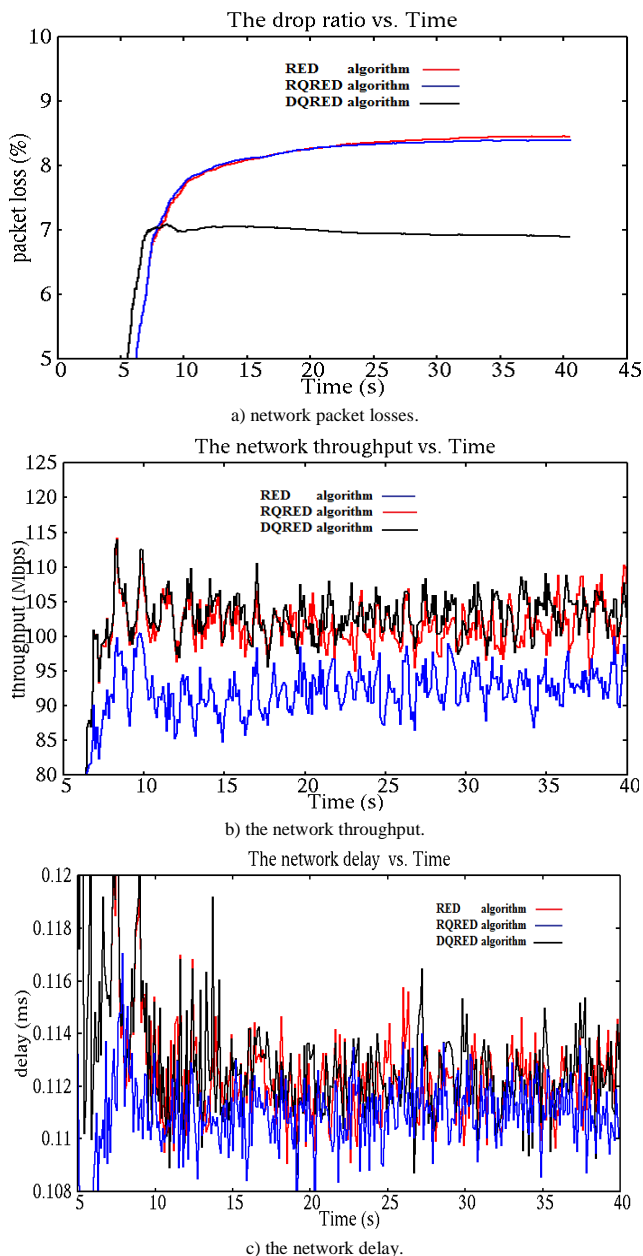 The drop ratio vs. Time
10
9
8
7
6
5
packet loss (%)
RED algorithm
RQRED algorithm
DQRED algorithm
0 5 10 15 20 25 30 35 40 45
Time (s)
a) network packet losses.
The network throughput vs. Time
125
120
115
110
105
100
95
90
85
80
throughput (Mbps)
RED algorithm
RQRED algorithm
DQRED algorithm
5 10 15 20 25 30 35 40
Time (s)
b) the network throughput.
The network delay vs. Time
0.12
0.118
0.116
0.114
0.112
0.11
0.108
delay (ms)
RED algorithm
RQRED algorithm
DQRED algorithm
5 10 15 20 25 30 35 40
Time (s)
c) the network delay.